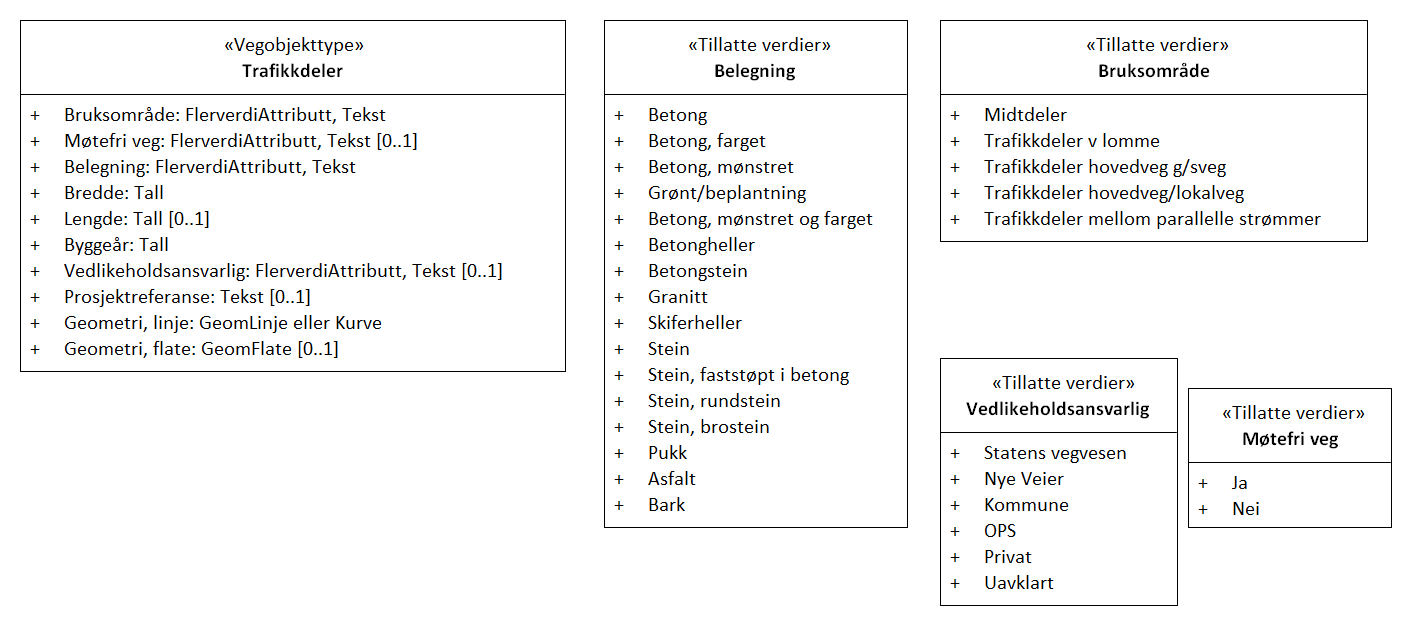 «Vegobjekttype»
Trafikkdeler
+ Bruksområde: FlerverdiAttributt, Tekst
+ Møtefri veg: FlerverdiAttributt, Tekst [0..1]
+ Belegning: FlerverdiAttributt, Tekst
+ Bredde: Tall
+ Lengde: Tall [0..1]
+ Byggeår: Tall
+ Vedlikeholdsansvarlig: FlerverdiAttributt, Tekst [0..1]
+ Prosjektreferanse: Tekst [0..1]
+ Geometri, linje: GeomLinje eller Kurve
+ Geometri, flate: GeomFlate [0..1]
«Tillatte verdier»
Belegning
+ Betong
+ Betong, farget
+ Betong, mønstret
+ Grønt/beplantning
+ Betong, mønstret og farget
+ Betongheller
+ Betongstein
+ Granitt
+ Skiferheller
+ Stein
+ Stein, faststøpt i betong
+ Stein, rundstein
+ Stein, brostein
+ Pukk
+ Asfalt
+ Bark
«Tillatte verdier»
Bruksområde
+ Midtdeler
+ Trafikkdeler v lomme
+ Trafikkdeler hovedveg g/sveg
+ Trafikkdeler hovedveg/lokalveg
+ Trafikkdeler mellom parallelle strømmer
«Tillatte verdier»
Vedlikeholdsansvarlig
+ Statens vegvesen
+ Nye Veier
+ Kommune
+ OPS
+ Privat
+ Uavklart
«Tillatte verdier»
Møtefri veg
+ Ja
+ Nei